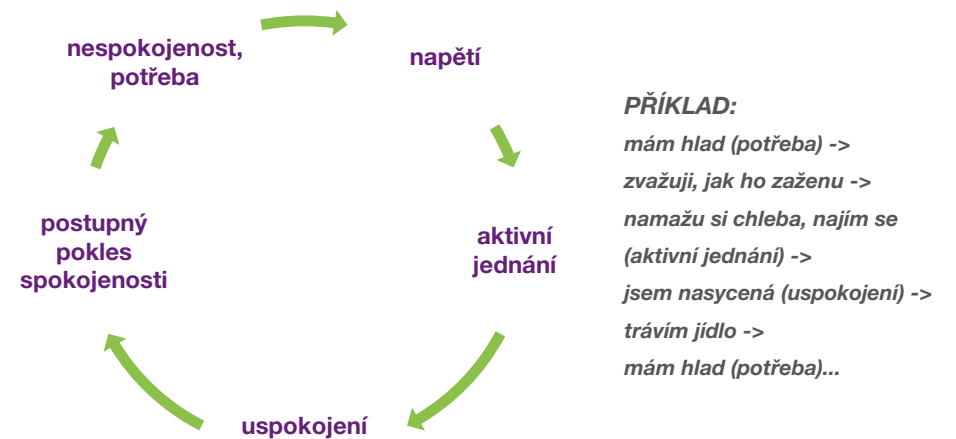 nespokojenost,
potřeba
napětí
aktivní
jednání
uspokojení
postupný
pokles
spokojenosti
PŘÍKLAD:
mám hlad (potřeba) ->
zvažuji, jak ho zaženu ->
namažu si chleba, najím se
(aktivní jednání) ->
jsem nasycená (uspokojení) ->
trávím jídlo ->
mám hlad (potřeba)...